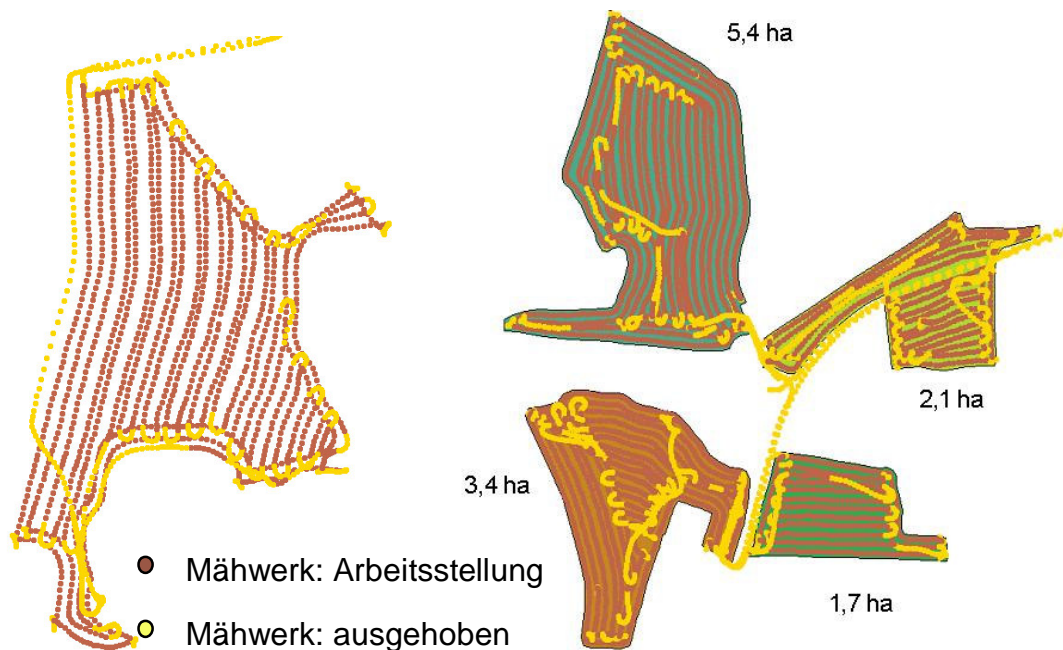 5,4 ha
2,1 ha
3,4 ha
1,7 ha
Mähwerk: Arbeitsstellung
Mähwerk: ausgehoben